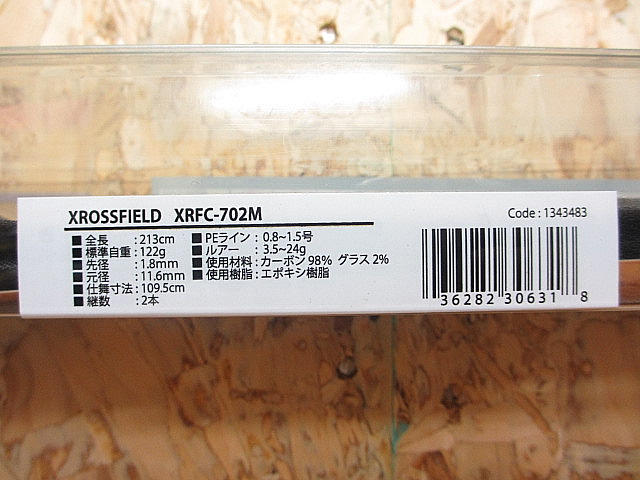 XROSSFIELD XRFC-702M
Code : 1343483
■ 全長 : 213cm
■ 標準自重 : 122g
■ 先径 : 1.8mm
■ 元径 : 11.6mm
■ 仕舞寸法 : 109.5cm
■ 継数 : 2本
■ PEライン : 0.8~1.5号
■ ルアー : 3.5~24g
■ 使用材料 : カーボン 98% グラス 2%
■ 使用樹脂 : エポキシ樹脂
36282 30631 8